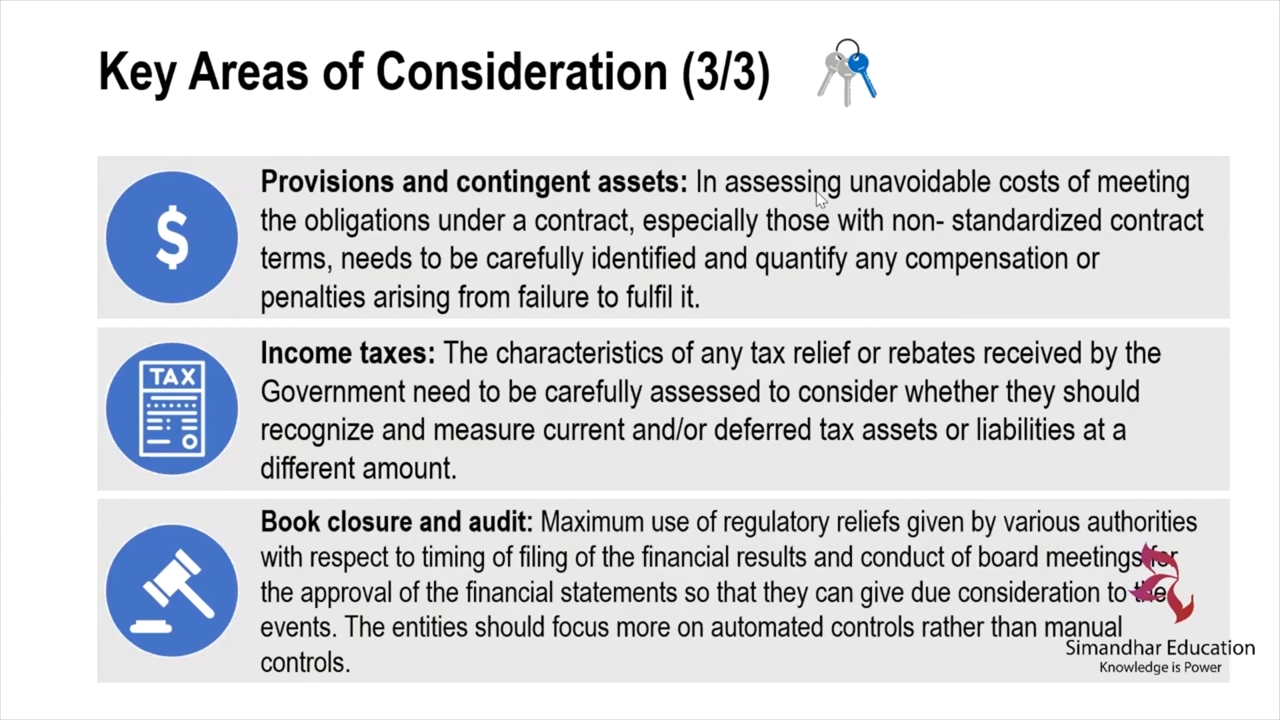 Key Areas of Consideration (3/3)
Provisions and contingent assets: In assessing unavoidable costs of meeting
the obligations under a contract, especially those with non- standardized contract
terms, needs to be carefully identified and quantify any compensation or
penalties arising from failure to fulfil it.
TAX
Income taxes: The characteristics of any tax relief or rebates received by the
Government need to be carefully assessed to consider whether they should
recognize and measure current and/or deferred tax assets or liabilities at a
different amount.
Book closure and audit: Maximum use of regulatory reliefs given by various authorities
with respect to timing of filing of the financial results and conduct of board meetings for
the approval of the financial statements so that they can give due consideration to the
events. The entities should focus more on automated controls rather than manual
controls.
Simandhar Education
Knowledge is Power
$